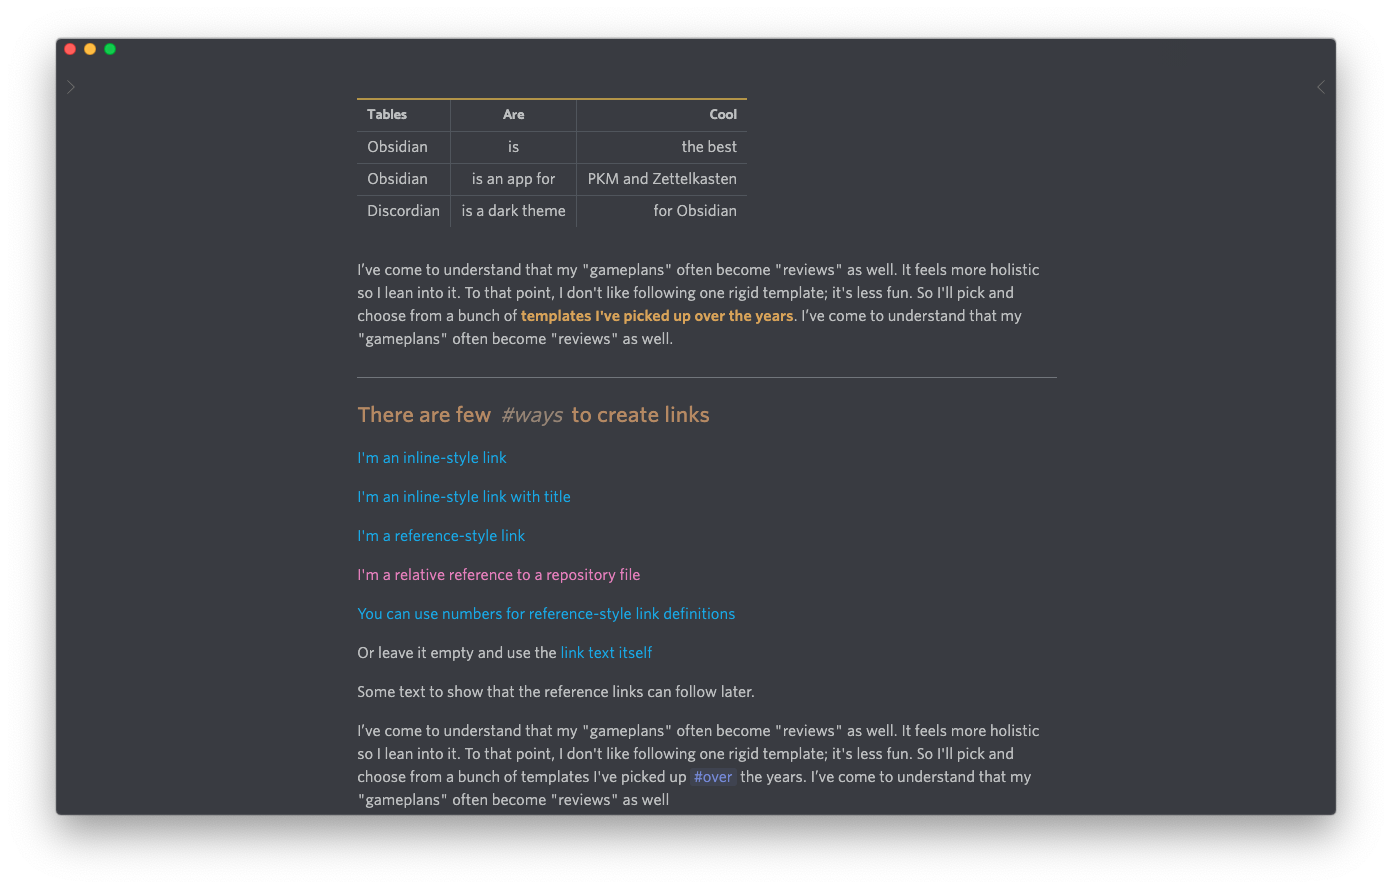 Tables Are Cool
Obsidian is the best
Obsidian is an app for PKM and Zettelkasten
Discordian is a dark theme for Obsidian
I’ve come to understand that my "gameplans" often become "reviews" as well. It feels more holistic
so I lean into it. To that point, I don't like following one rigid template; it's less fun. So I'll pick and
choose from a bunch of templates I've picked up over the years. I’ve come to understand that my
"gameplans" often become "reviews" as well.
There are few #ways to create links
I'm an inline-style link
I'm an inline-style link with title
I'm a reference-style link
I'm a relative reference to a repository file
You can use numbers for reference-style link definitions
Or leave it empty and use the link text itself
Some text to show that the reference links can follow later.
I’ve come to understand that my "gameplans" often become "reviews" as well. It feels more holistic
so I lean into it. To that point, I don't like following one rigid template; it's less fun. So I'll pick and
choose from a bunch of templates I've picked up #over the years. I’ve come to understand that my
"gameplans" often become "reviews" as well